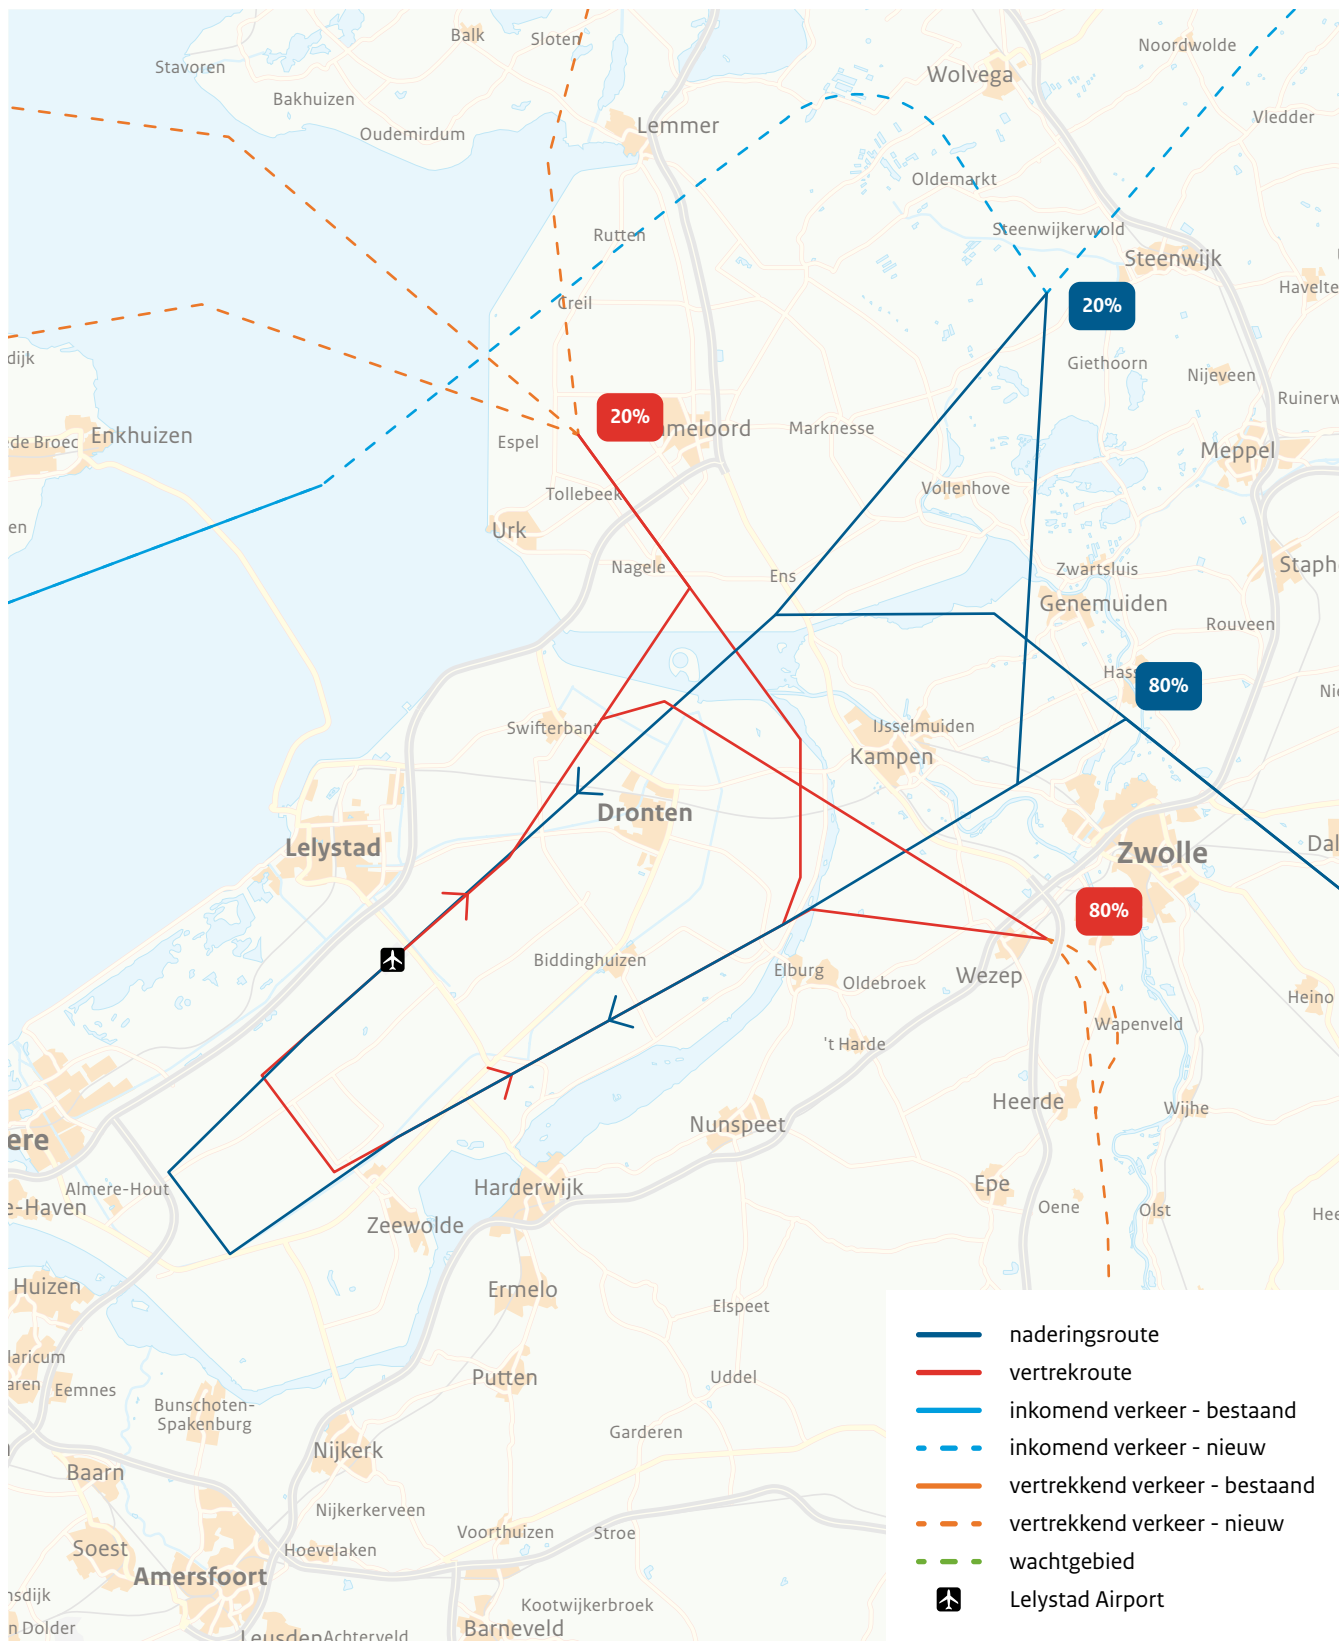 Balk
Sloten
Noordwolde
Stavoren
Wolvega
Bakhuizen
Vledder
Oudemirdum
Lemmer
Oldemarkt
Rutten
Steenwijkerwold
Steenwijk
Havelte
Creil
20%
dijk
Giethoorn
Nijeveen
Ruinerw
20%
meloord
Marknesse
Espel
de Broec
Enkhuizen
Meppel
Tollebeek
Vollenhove
en
Urk
Nagele
Ens
Zwartsluis
Staph
Genemuiden
Rouveen
Hass
80%
Nie
Swifterbant
IJsselmuiden
Kampen
Dronten
Lelystad
Zwolle
Dal
80%
Biddinghuizen
Elburg
Oldebroek
Wezep
Heino
Wapenveld
't Harde
Heerde
Wijhe
Nunspeet
ere
Almere-Hout
Harderwijk
Epe
e-Haven
Zeewolde
Oene
Olst
Hee
Huizen
Ermelo
Elspeet
laricum
aren
Eemnes
Putten
Uddel
Bunschoten-
Spakenburg
Garderen
Nijkerk
Baarn
Nijkerkerveen
Voorthuizen
Stroe
Soest
Hoevelaken
Amersfoort
nsdijk
Kootwijkerbroek
n Dolder
Leusden
Achterveld
Barneveld
naderingsroute
vertrekroute
inkomend verkeer - bestaand
inkomend verkeer - nieuw
vertrekkend verkeer - bestaand
vertrekkend verkeer - nieuw
wachtgebied
Lelystad Airport